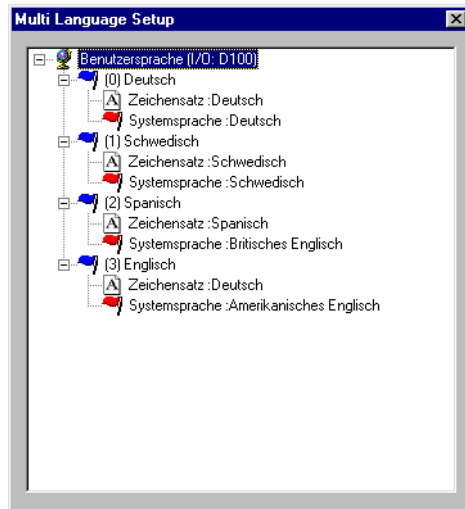 Multi Language Setup
Benutzersprache (I/O: D100)
(0) Deutsch
Zeichensatz :Deutsch
Systemsprache :Deutsch
(1) Schwedisch
Zeichensatz :Schwedisch
Systemsprache :Schwedisch
(2) Spanisch
Zeichensatz :Spanisch
Systemsprache :Britisches Englisch
(3) Englisch
Zeichensatz :Deutsch
Systemsprache :Amerikanisches Englisch